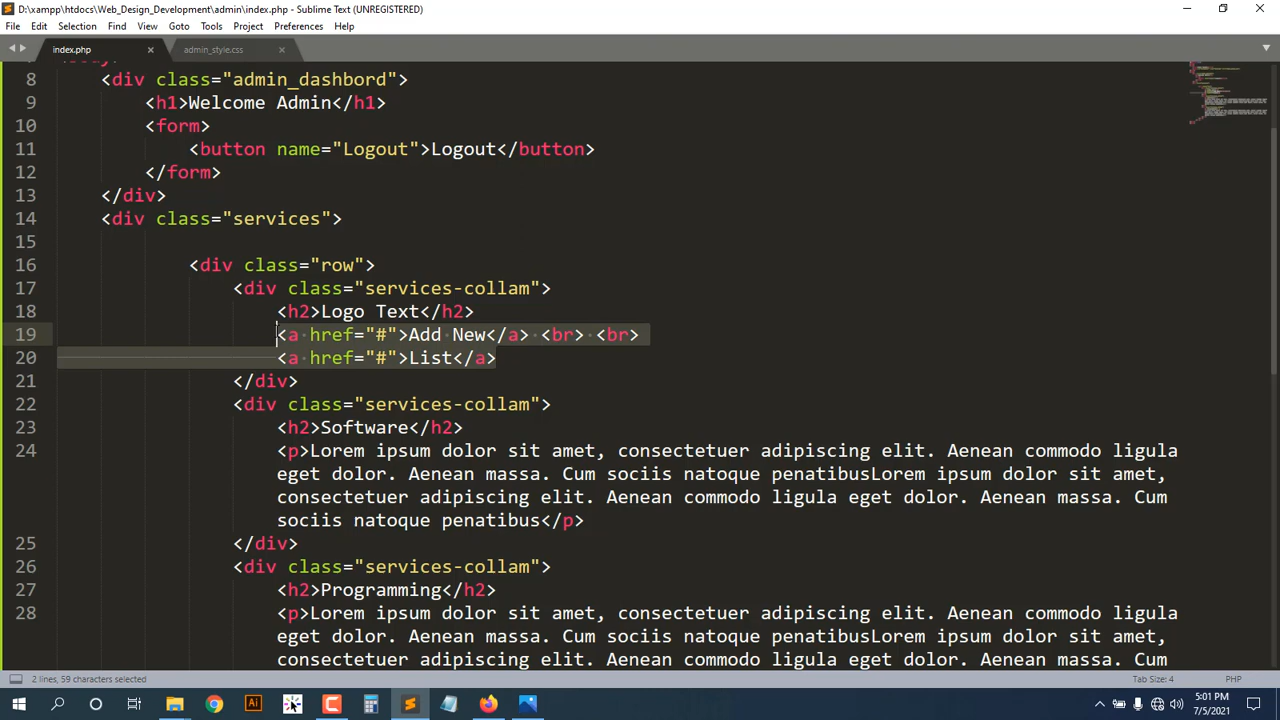 D:\xampp\htdocs\Web_Design_Development\admin\index.php - Sublime Text (UNREGISTERED)
File Edit Selection Find View Goto Tools Project Preferences Help
index.php × admin_style.css ×
8 <div class="admin_dashbord">
9 <h1>Welcome Admin</h1>
10 <form>
11 <button name="Logout">Logout</button>
12 </form>
13 </div>
14 <div class="services">
15
16 <div class="row">
17 <div class="services-collam">
18 <h2>Logo Text</h2>
19 <a href="#">Add New</a> <br> <br>
20 <a href="#">List</a>
21 </div>
22 <div class="services-collam">
23 <h2>Software</h2>
24 <p>Lorem ipsum dolor sit amet, consectetuer adipiscing elit. Aenean commodo ligula
eget dolor. Aenean massa. Cum sociis natoque penatibusLorem ipsum dolor sit amet,
consectetuer adipiscing elit. Aenean commodo ligula eget dolor. Aenean massa. Cum
sociis natoque penatibus</p>
25 </div>
26 <div class="services-collam">
27 <h2>Programming</h2>
28 <p>Lorem ipsum dolor sit amet, consectetuer adipiscing elit. Aenean commodo ligula
eget dolor. Aenean massa. Cum sociis natoque penatibusLorem ipsum dolor sit amet,
consectetuer adipiscing elit. Aenean commodo ligula eget dolor. Aenean massa. Cum
2 lines, 59 characters selected Tab Size: 4 PHP
Ai
5:01 PM
7/5/2021